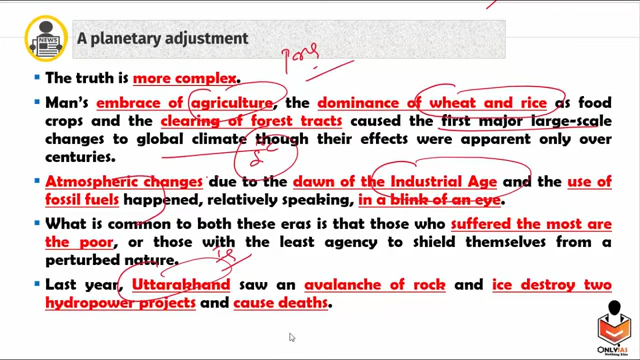 NEWS
A planetary adjustment
The truth is more complex.
Man's embrace of agriculture, the dominance of wheat and rice as food
crops and the clearing of forest tracts caused the first major large-scale
changes to global climate though their effects were apparent only over
centuries.
Atmospheric changes due to the dawn of the Industrial Age and the use of
fossil fuels happened, relatively speaking, in a blink of an eye.
What is common to both these eras is that those who suffered the most are
the poor, or those with the least agency to shield themselves from a
perturbed nature.
Last year, Uttarakhand saw an avalanche of rock and ice destroy two
hydropower projects and cause deaths.
ONLYIAS
Nothing Else